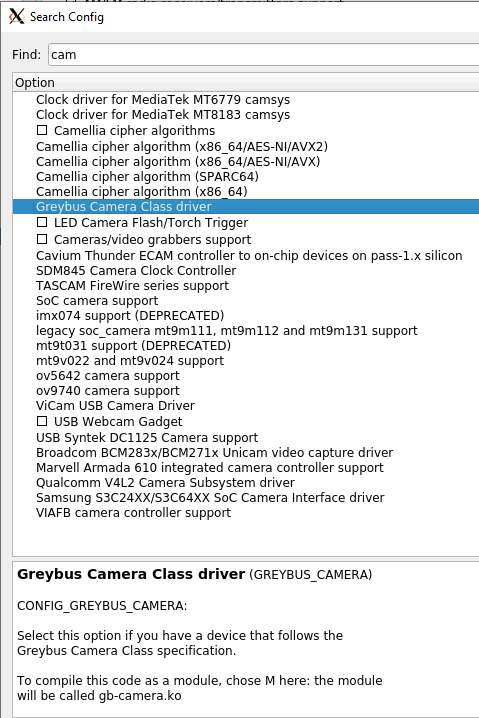 Search Config
Find: cam
Option
Clock driver for MediaTek MT6779 camsys
Clock driver for MediaTek MT8183 camsys
Camellia cipher algorithms
Camellia cipher algorithm (x86_64/AES-NI/AVX2)
Camellia cipher algorithm (x86_64/AES-NI/AVX)
Camellia cipher algorithm (SPARC64)
Camellia cipher algorithm (x86_64)
Greybus Camera Class driver
LED Camera Flash/Torch Trigger
Cameras/video grabbers support
Cavium Thunder ECAM controller to on-chip devices on pass-1.x silicon
SDM845 Camera Clock Controller
TASCAM FireWire series support
SoC camera support
imx074 support (DEPRECATED)
legacy soc_camera mt9m111, mt9m112 and mt9m131 support
mt9t031 support (DEPRECATED)
mt9v022 and mt9v024 support
ov5642 camera support
ov9740 camera support
ViCam USB Camera Driver
USB Webcam Gadget
USB Syntek DC1125 Camera support
Broadcom BCM283x/BCM271x Unicam video capture driver
Marvell Armada 610 integrated camera controller support
Qualcomm V4L2 Camera Subsystem driver
Samsung S3C24XX/S3C64XX SoC Camera Interface driver
VIAFB camera controller support
Greybus Camera Class driver (GREYBUS_CAMERA)
CONFIG_GREYBUS_CAMERA:
Select this option if you have a device that follows the
Greybus Camera Class specification.
To compile this code as a module, chose M here: the module
will be called gb-camera.ko